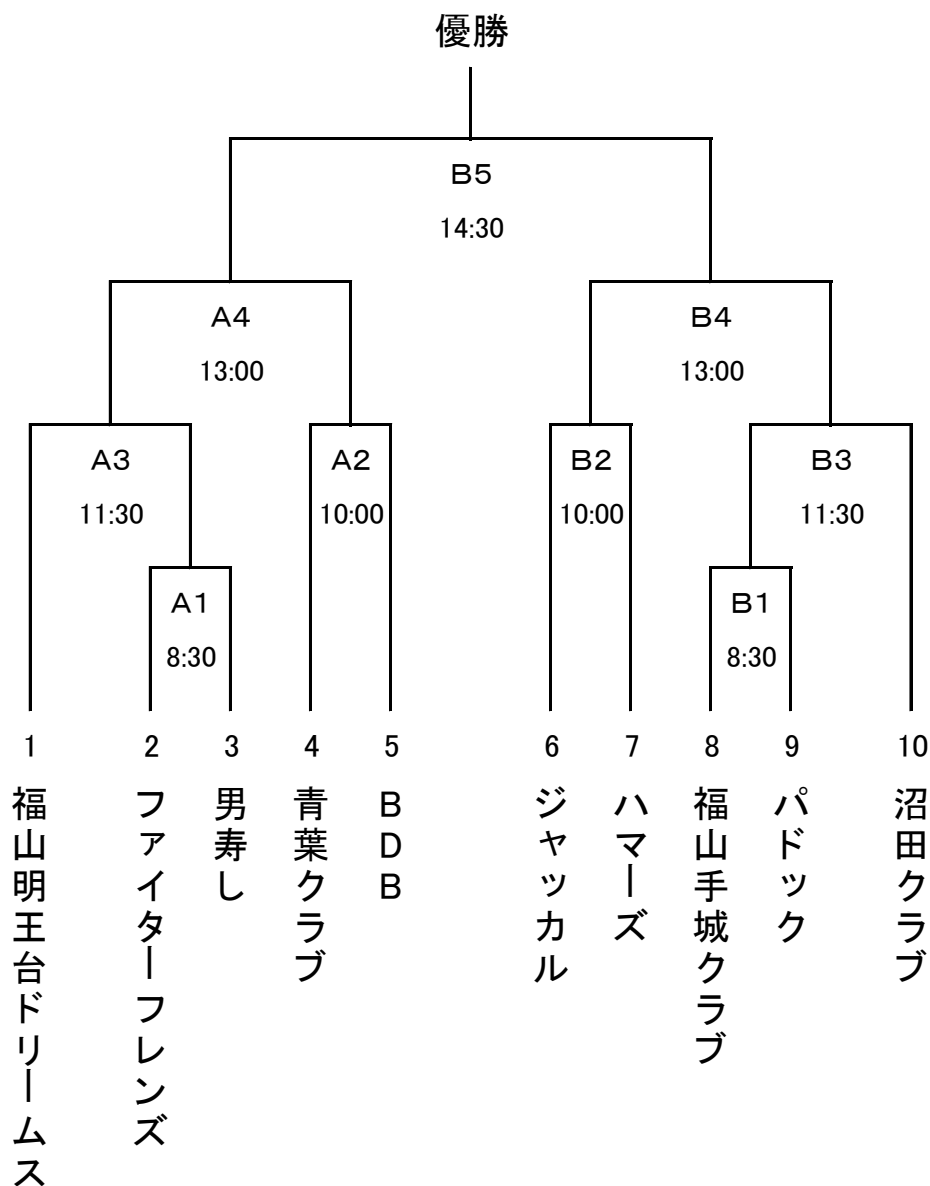 優勝
B5
14:30
A4
13:00
B4
13:00
A3
11:30
A2
10:00
B2
10:00
B3
11:30
A1
8:30
B1
8:30
1
2
3
4
5
6
7
8
9
10
福山明王台ドリームス
ファイターフレンズ
男寿し
青葉クラブ
BDB
ジャッカル
ハマーズ
福山手城クラブ
パドック
沼田クラブ